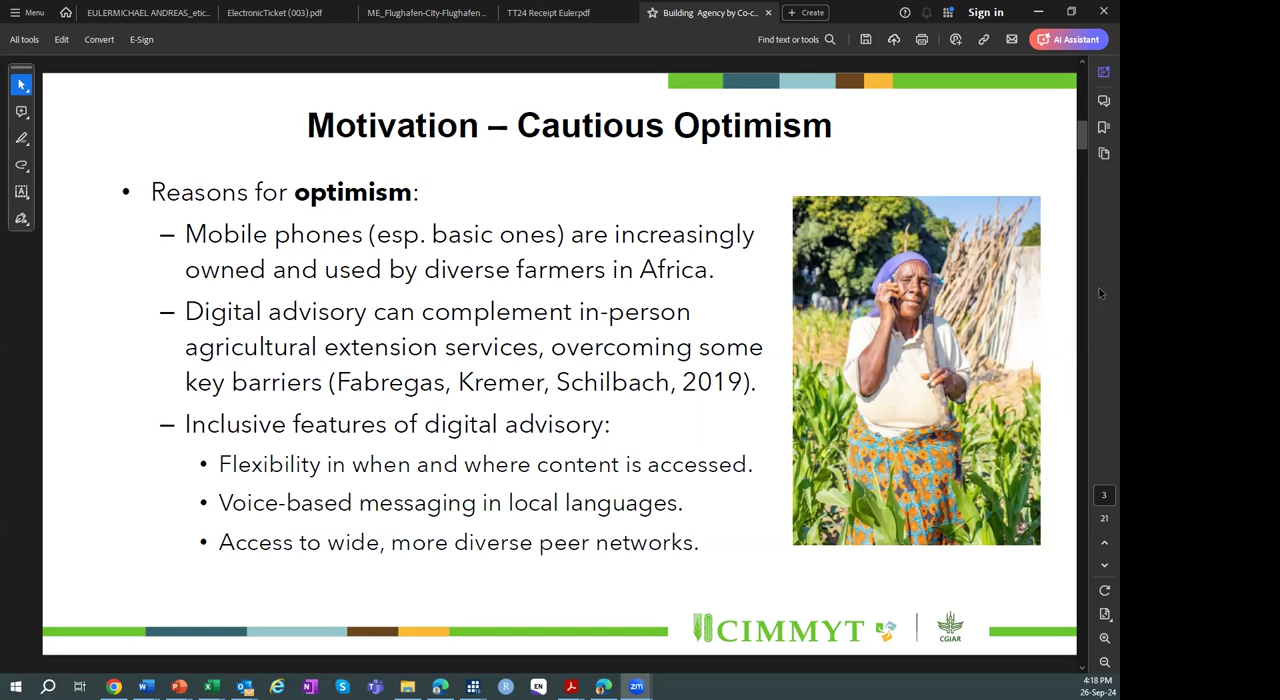 Menu
EULERMICHAEL ANDREAS_etic...
ElectronicTicket (003).pdf
ME_Flughafen-City-Flughafen ...
TT24 Receipt Euler.pdf
Building Agency by Co-c...
Create
Sign in
All tools
Edit
Convert
E-Sign
Find text or tools
AI Assistant
Motivation – Cautious Optimism
• Reasons for optimism:
– Mobile phones (esp. basic ones) are increasingly
owned and used by diverse farmers in Africa.
– Digital advisory can complement in-person
agricultural extension services, overcoming some
key barriers (Fabregas, Kremer, Schilbach, 2019).
– Inclusive features of digital advisory:
• Flexibility in when and where content is accessed.
• Voice-based messaging in local languages.
• Access to wide, more diverse peer networks.
CIMMYT
CGIAR
3
21
EN
zm
4:18 PM
26-Sep-24